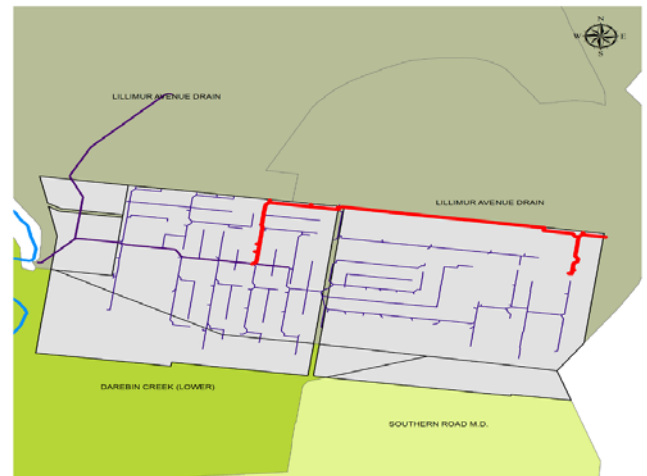 N
W E
S
LILLIMUR AVENUE DRAIN
LILLIMUR AVENUE DRAIN
DAREBIN CREEK (LOWER)
SOUTHERN ROAD M.D.